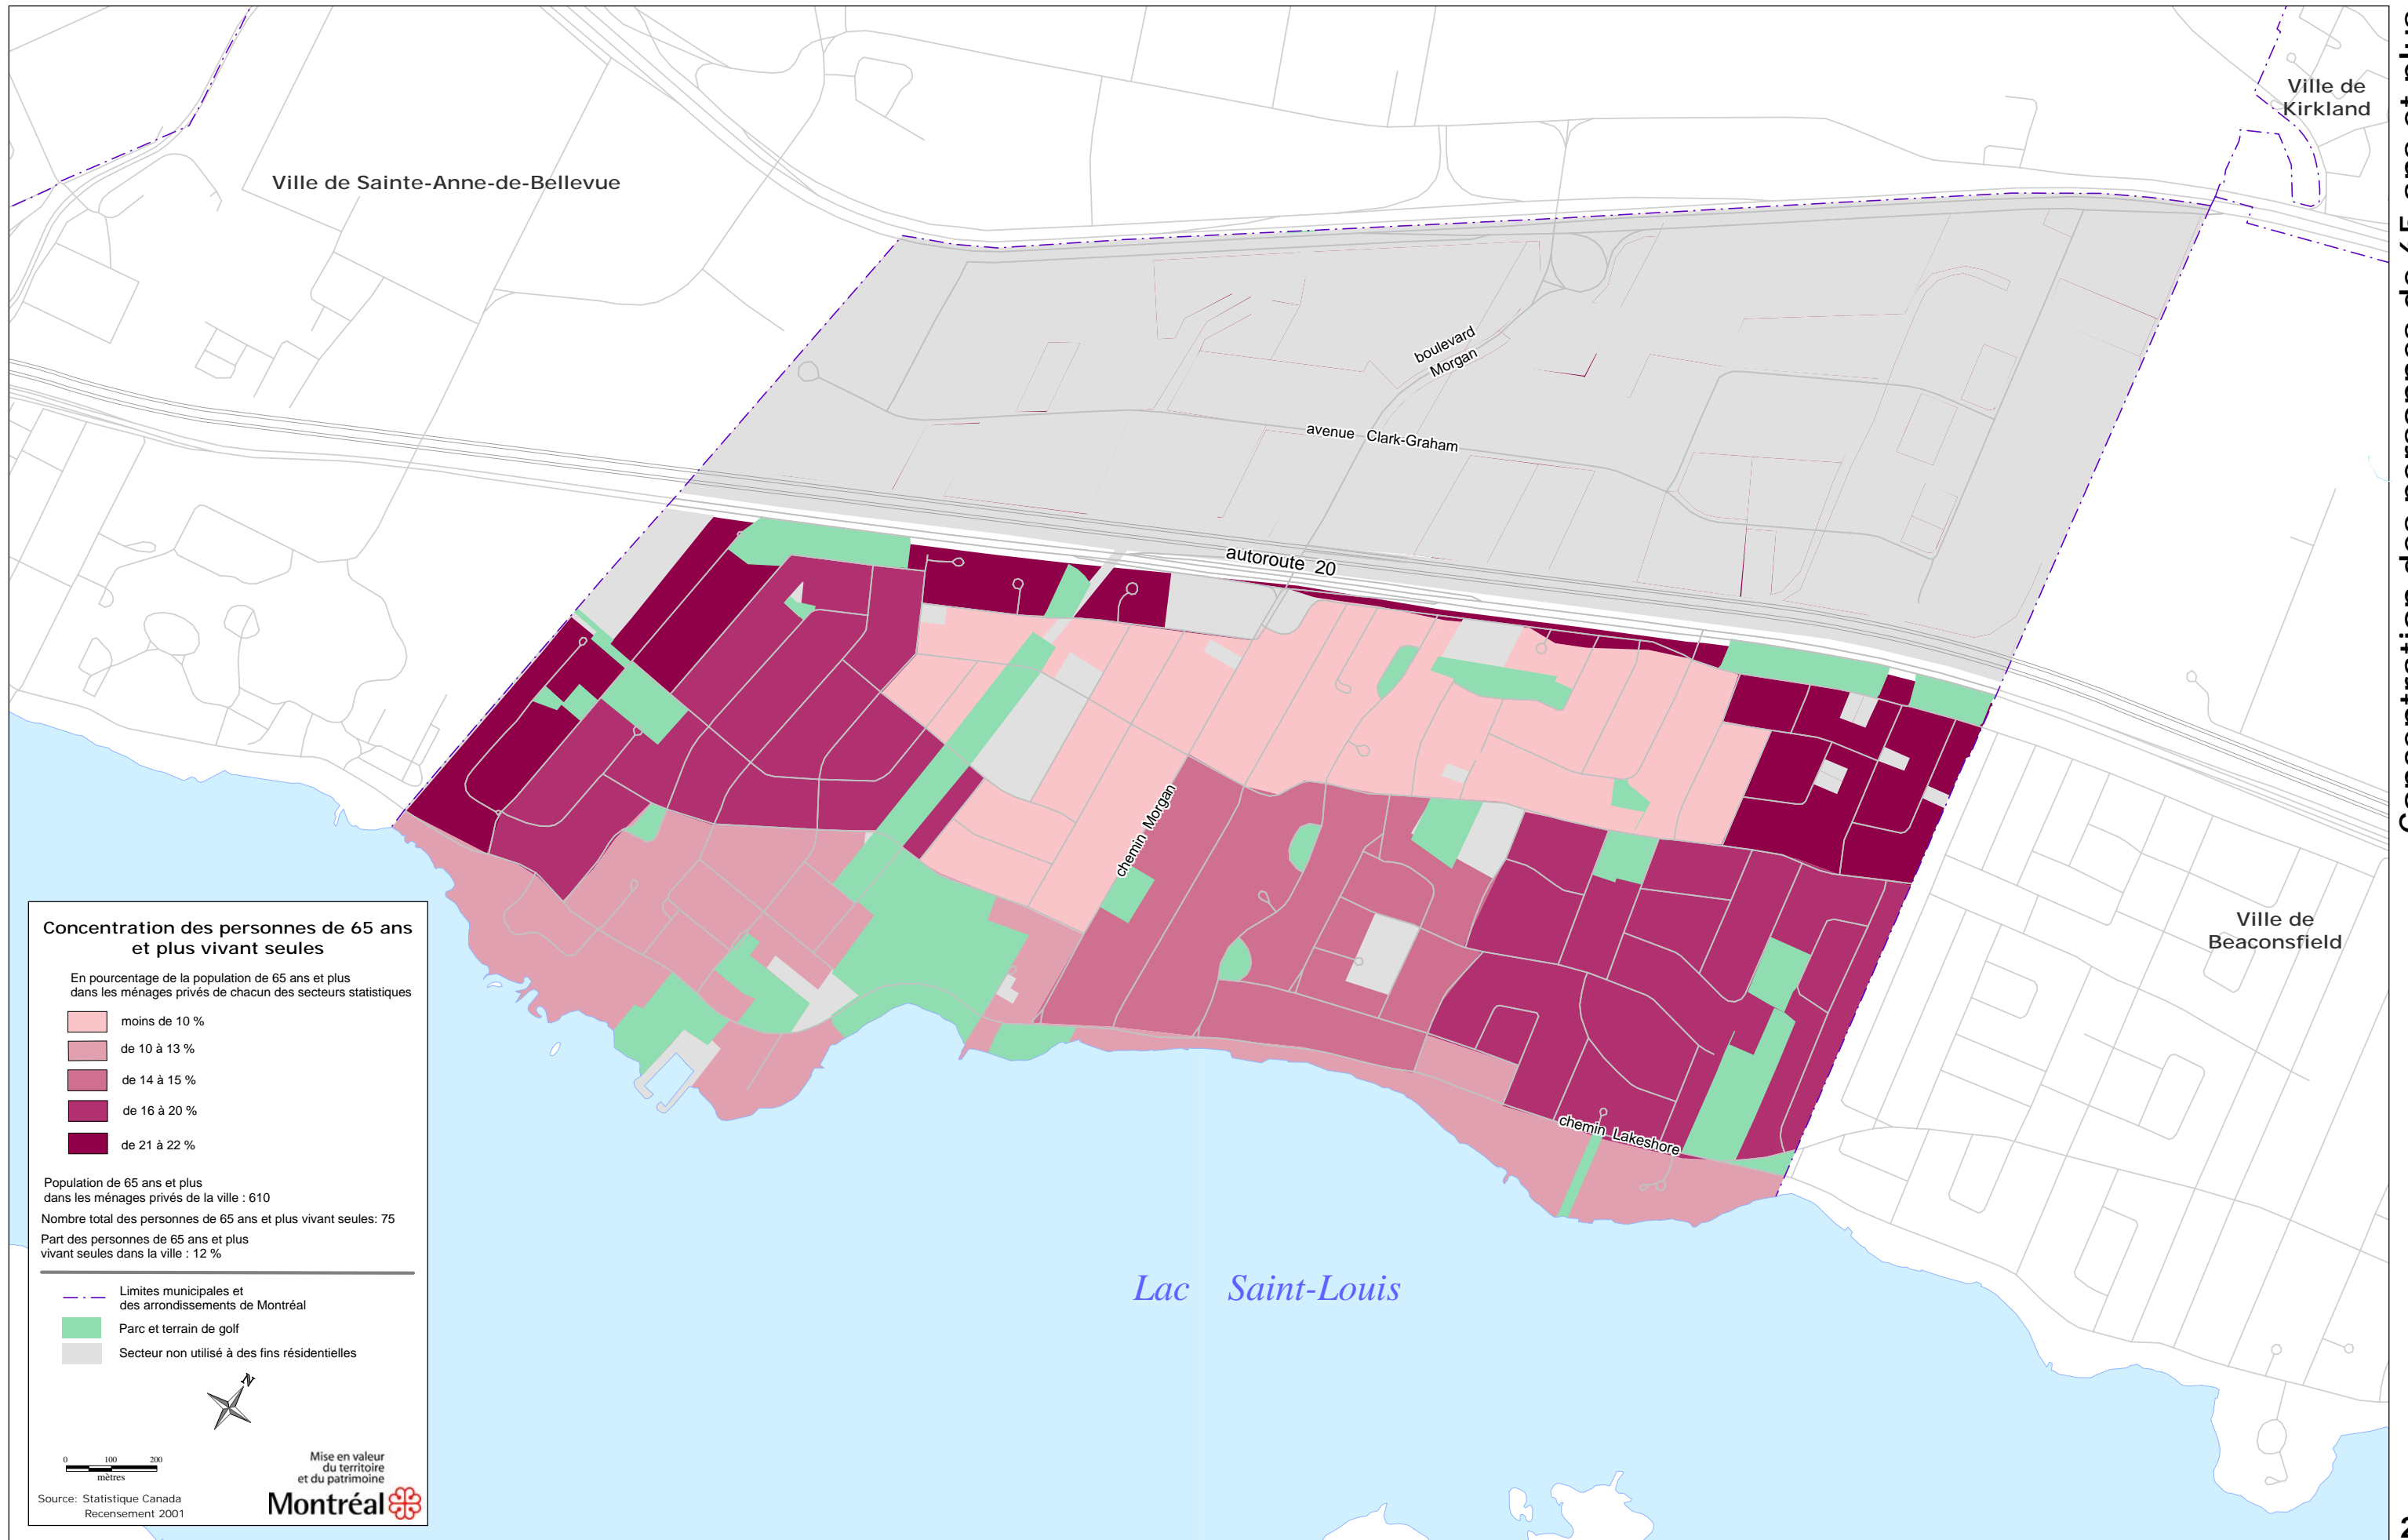 Ville de
Kirkland
Ville de Sainte-Anne-de-Bellevue
boulevard
Morgan
avenue Clark-Graham
autoroute 20
chemin Morgan
Ville de
Beaconsfield
chemin Lakeshore
Lac Saint-Louis
Concentration des personnes de 65 ans
et plus vivant seules
En pourcentage de la population de 65 ans et plus
dans les ménages privés de chacun des secteurs statistiques
moins de 10 %
de 10 à 13 %
de 14 à 15 %
de 16 à 20 %
de 21 à 22 %
Population de 65 ans et plus
dans les ménages privés de la ville : 610
Nombre total des personnes de 65 ans et plus vivant seules: 75
Part des personnes de 65 ans et plus
vivant seules dans la ville : 12 %
Limites municipales et
des arrondissements de Montréal
Parc et terrain de golf
Secteur non utilisé à des fins résidentielles
N
0 100 200
mètres
Mise en valeur
du territoire
et du patrimoine
Montréal
Source: Statistique Canada
Recensement 2001